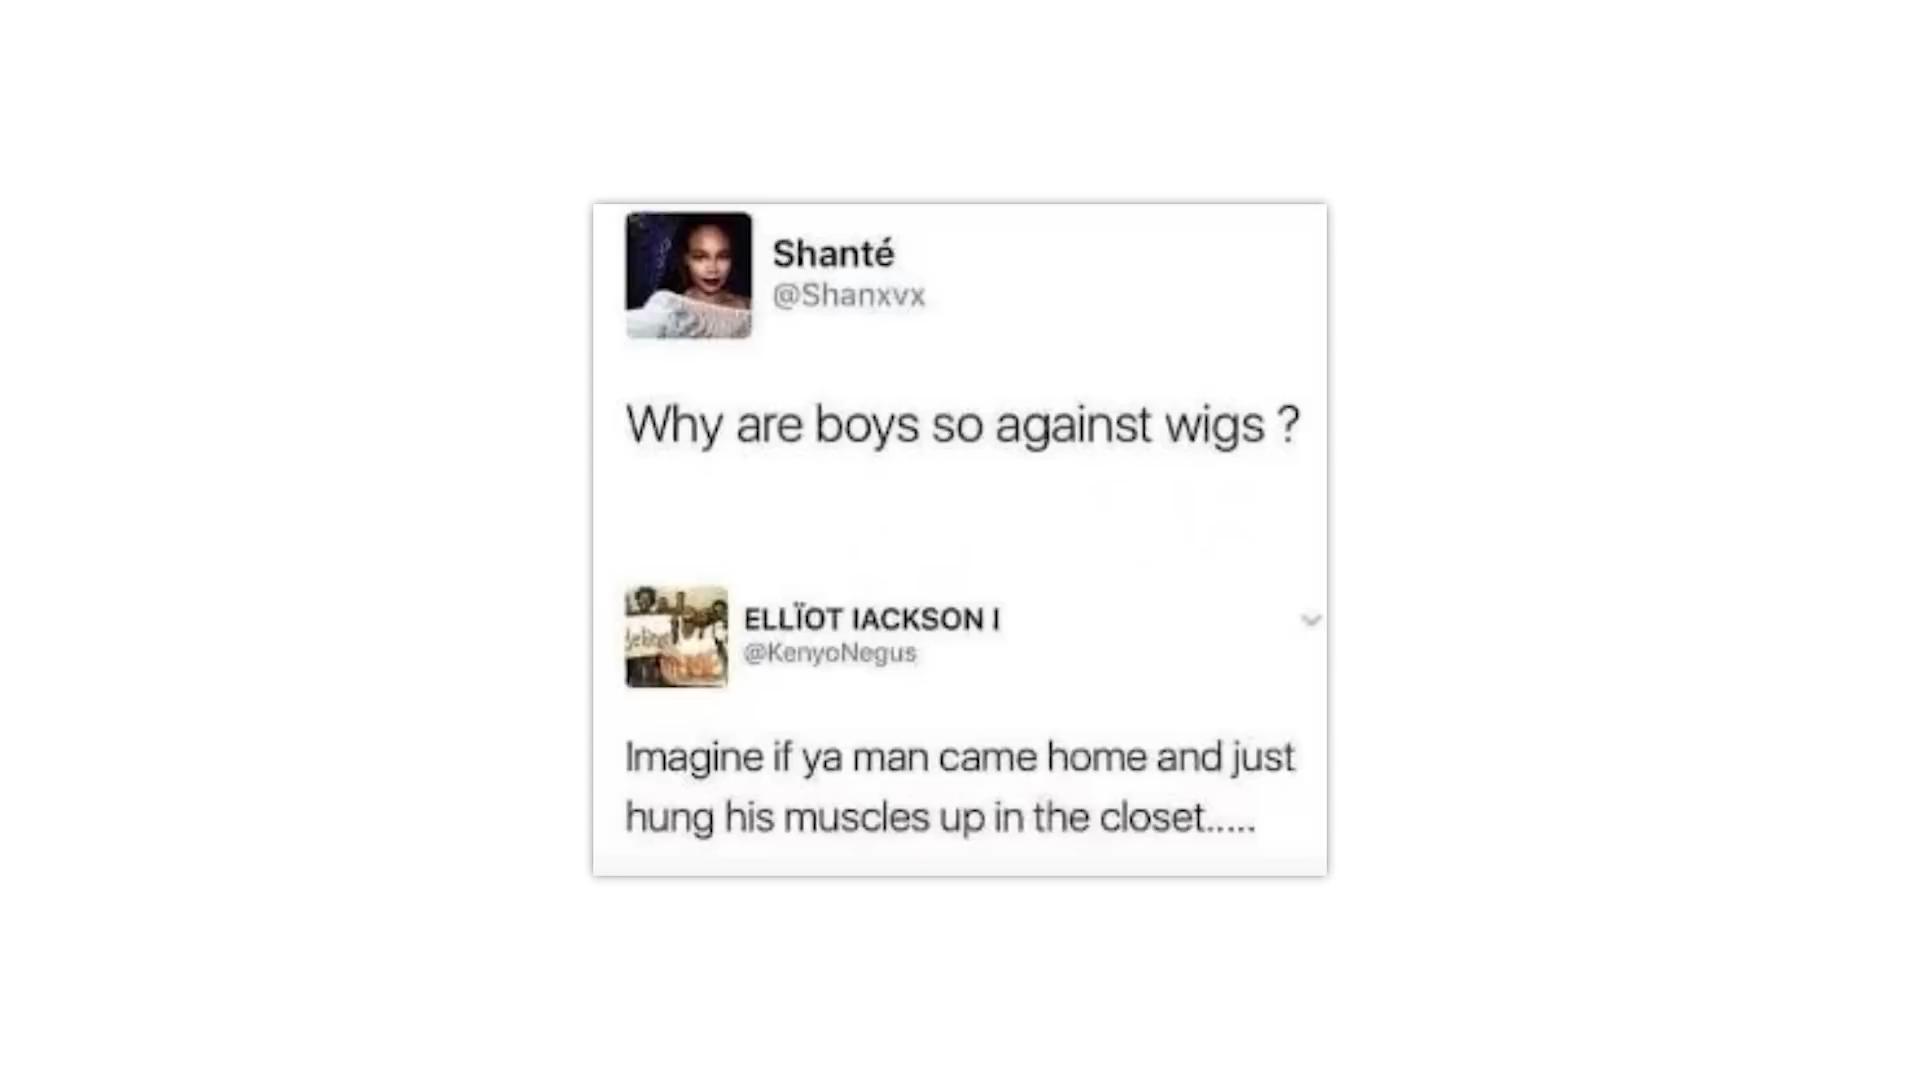 Shanté
@Shanxvx
Why are boys so against wigs ?
ELLÏOT IACKSON I
@KenyoNegus
Imagine if ya man came home and just
hung his muscles up in the closet.....